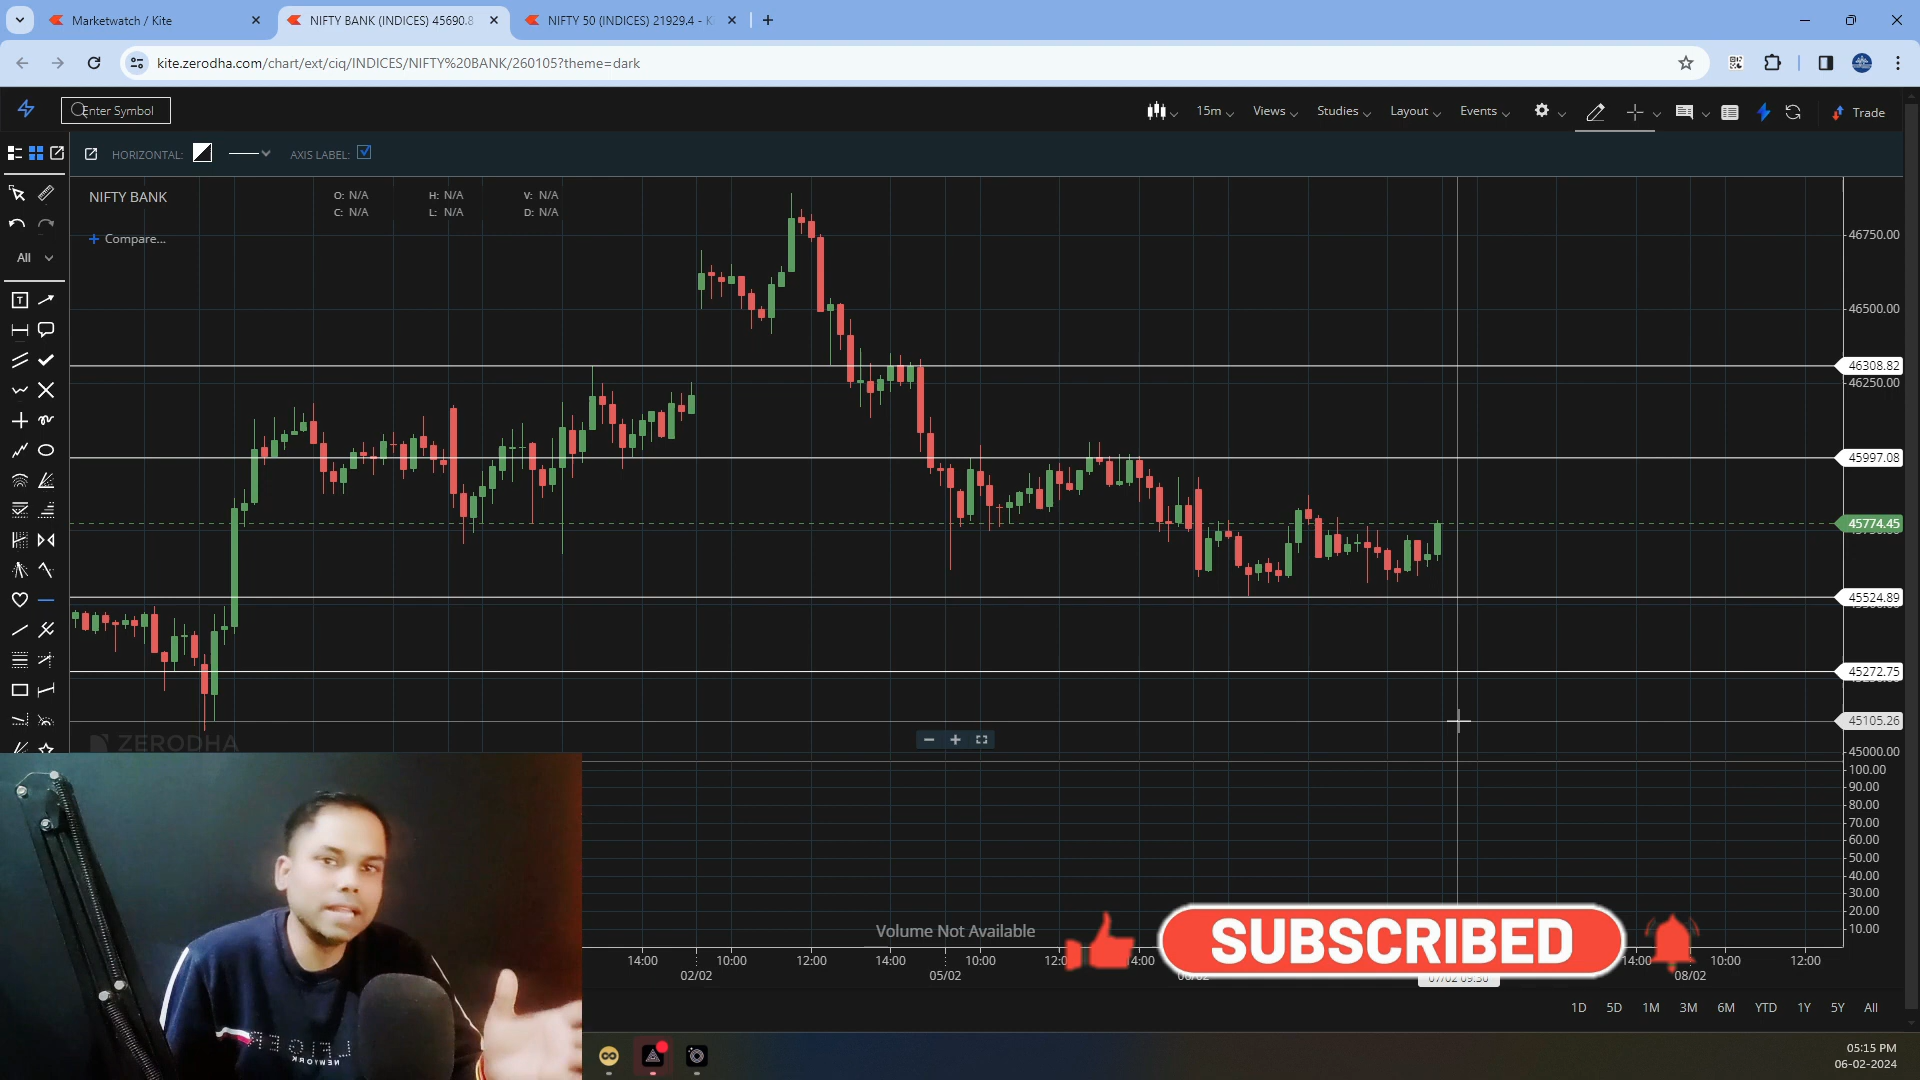 Marketwatch / Kite
NIFTY BANK (INDICES) 45690.8
NIFTY 50 (INDICES) 21929.4 - K
kite.zerodha.com/chart/ext/ciq/INDICES/NIFTY%20BANK/260105?theme=dark
Enter Symbol
15m
Views
Studies
Layout
Events
Trade
HORIZONTAL:
AXIS LABEL:
NIFTY BANK
O: N/A
H: N/A
V: N/A
C: N/A
L: N/A
D: N/A
Compare...
All
46750.00
46500.00
46308.82
46250.00
45997.08
45774.45
45524.89
45272.75
45105.26
45000.00
ZERODHA
100.00
90.00
80.00
70.00
60.00
50.00
40.00
30.00
20.00
10.00
Volume Not Available
SUBSCRIBED
14:00
10:00
12:00
14:00
10:00
14:00
10:00
12:00
02/02
05/02
07/02 09:30
08/02
1D 5D 1M 3M 6M YTD 1Y 5Y All
NEW YORK
05:15 PM
06-02-2024